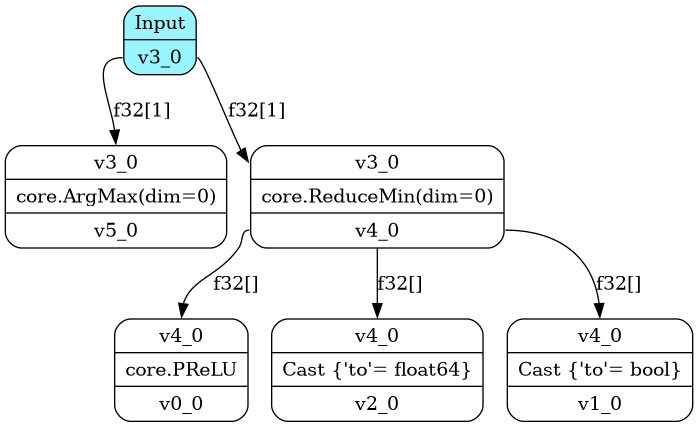 Input
v3_0
f32[1]
f32[1]
v3_0
core.ArgMax(dim=0)
v5_0
v3_0
core.ReduceMin(dim=0)
v4_0
f32[]
f32[]
f32[]
v4_0
core.PReLU
v0_0
v4_0
Cast {'to'= float64}
v2_0
v4_0
Cast {'to'= bool}
v1_0